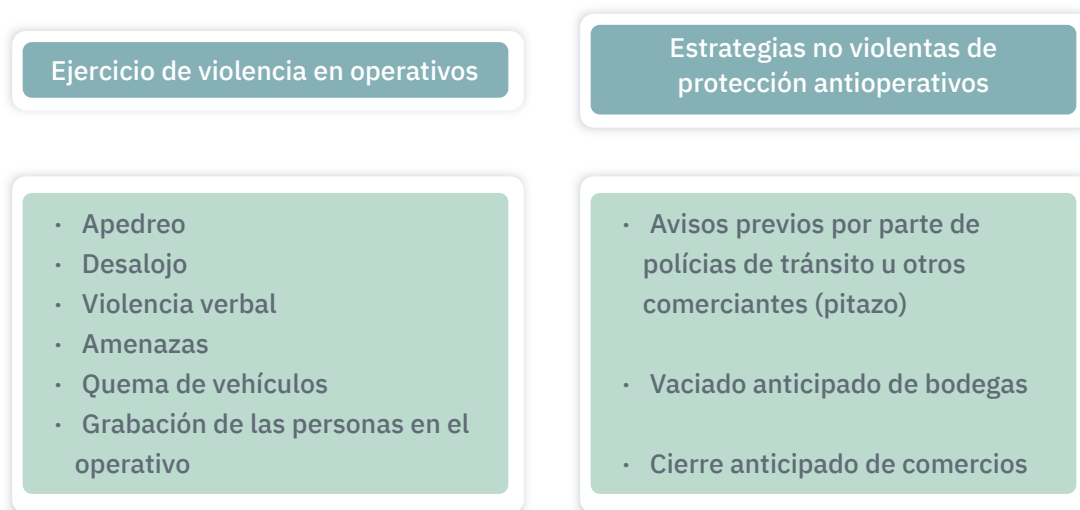 Ejercicio de violencia en operativos
Estrategias no violentas de
protección antioperativos
· Apedreo
· Desalojo
· Violencia verbal
· Amenazas
· Quema de vehículos
· Grabación de las personas en el
operativo
· Avisos previos por parte de
polícias de tránsito u otros
comerciantes (pitazo)
· Vaciado anticipado de bodegas
· Cierre anticipado de comercios